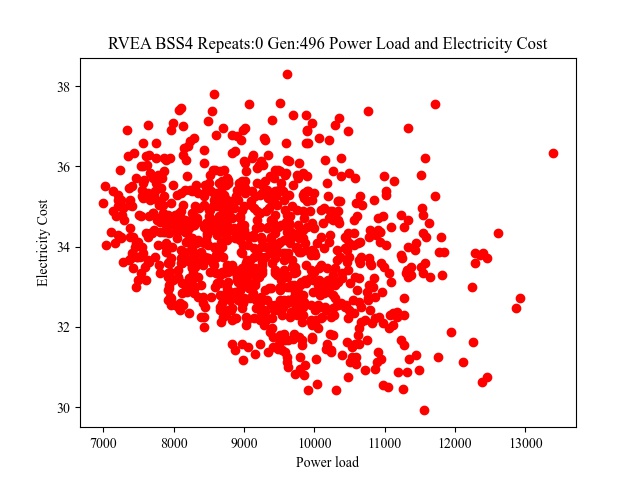 RVEA BSS4 Repeats:0 Gen:496 Power Load and Electricity Cost
Electricity Cost
38
36
34
32
30
7000 8000 9000 10000 11000 12000 13000
Power load